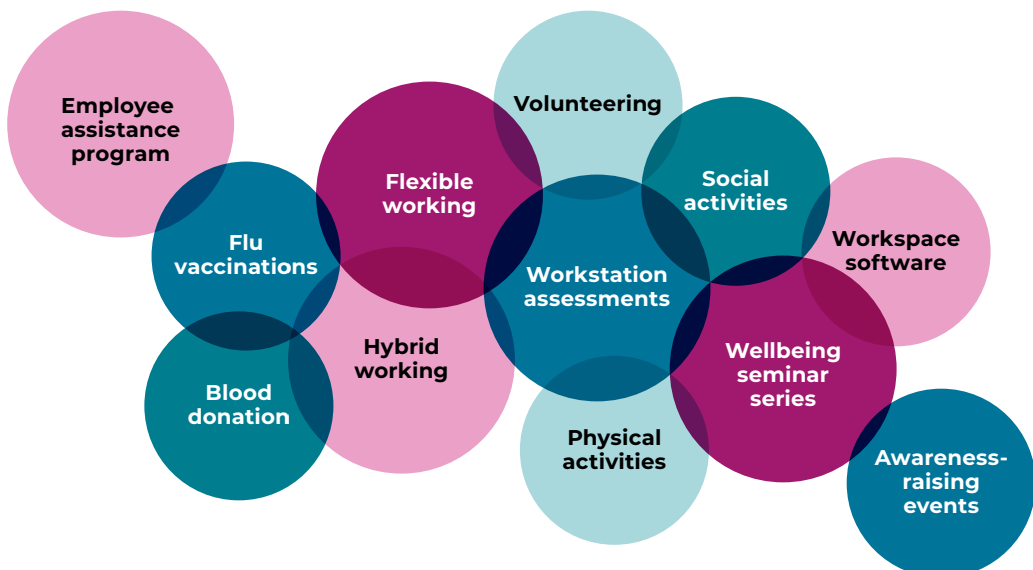 Employee
assistance
program
Flexible
working
Volunteering
Social
activities
Flu
vaccinations
Workstation
assessments
Workspace
software
Hybrid
working
Wellbeing
seminar
series
Blood
donation
Physical
activities
Awareness-
raising
events